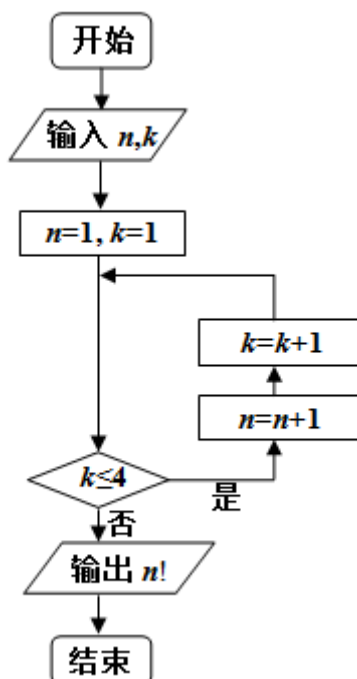 开始
输入 n,k
n=1, k=1
k=k+1
n=n+1
k≤4
是
否
输出 n!
结束